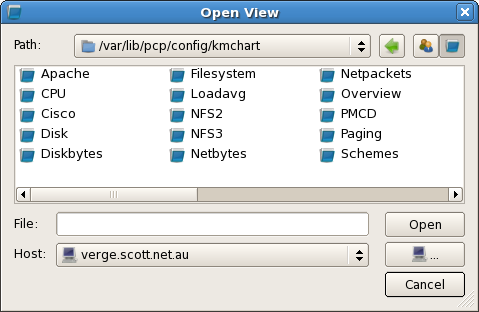 Open View
Path: /var/lib/pcp/config/kmchart
Apache Filesystem Netpackets
CPU Loadavg Overview
Cisco NFS2 PMCD
Disk NFS3 Paging
Diskbytes Netbytes Schemes
File: Open
Host: verge.scott.net.au ...
Cancel